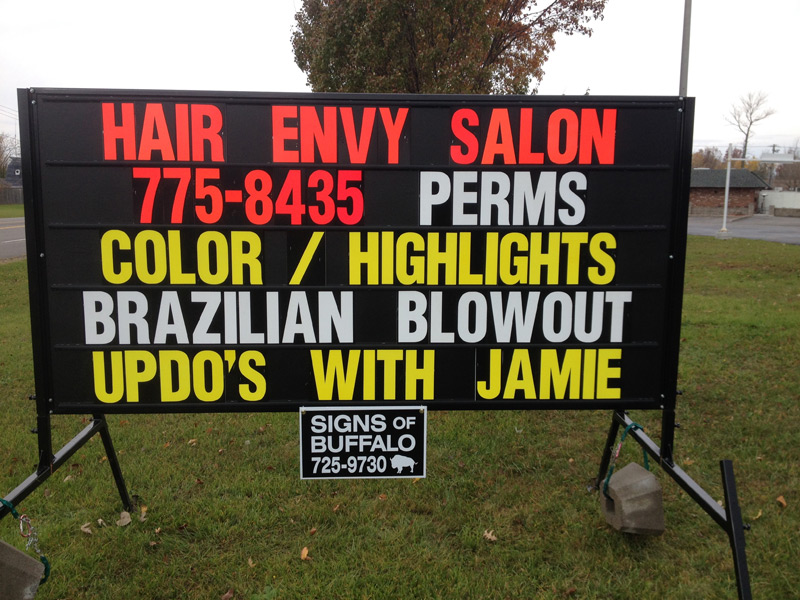 HAIR ENVY SALON
775-8435 PERMS
COLOR / HIGHLIGHTS
BRAZILIAN BLOWOUT
UPDO'S WITH JAMIE
SIGNS OF
BUFFALO
725-9730